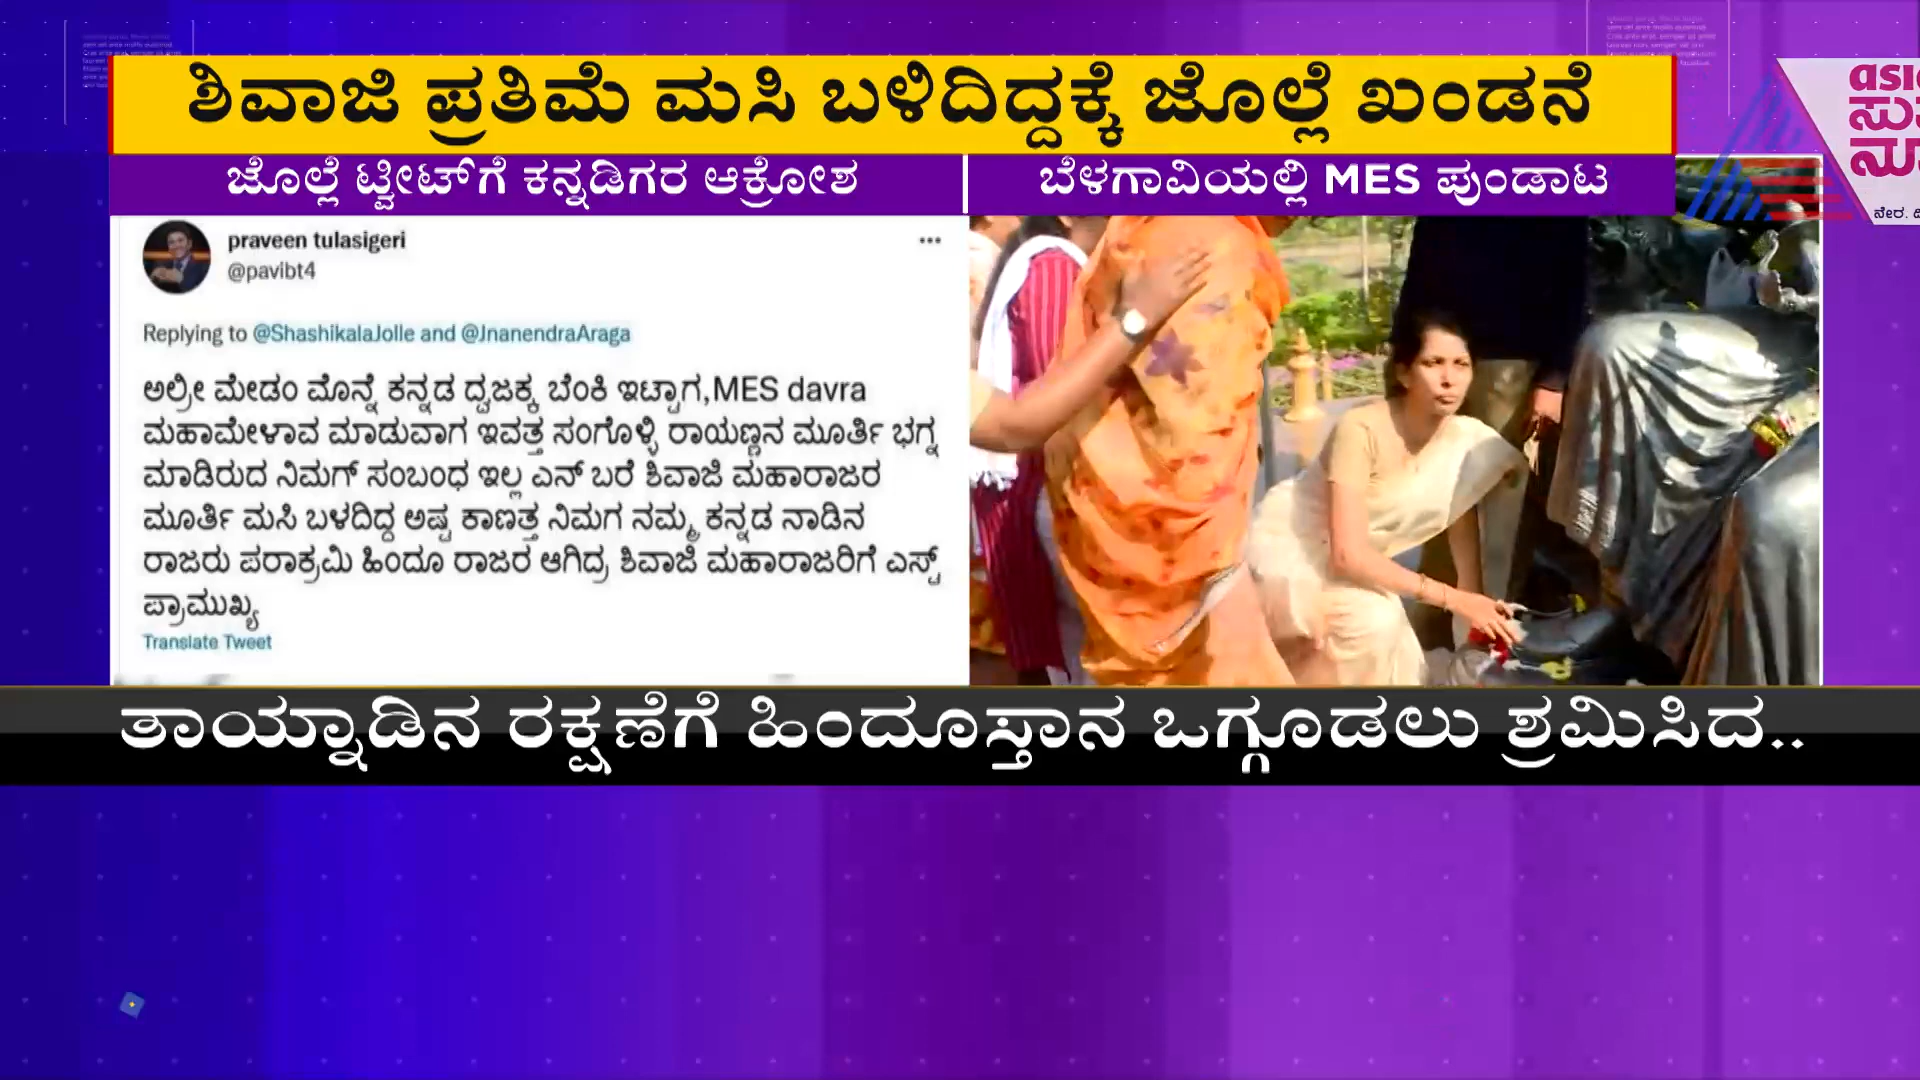 ಶಿವಾಜಿ ಪ್ರತಿಮೆ ಮಸಿ ಬಳಿದಿದ್ದಕ್ಕೆ ಜೊಲ್ಲೆ ಖಂಡನೆ
ಜೊಲ್ಲೆ ಟ್ವೀಟ್‌ಗೆ ಕನ್ನಡಿಗರ ಆಕ್ರೋಶ
ಬೆಳಗಾವಿಯಲ್ಲಿ MES ಪುಂಡಾಟ
praveen tulasigeri
@pavibt4
Replying to @ShashikalaJolle and @JnanendraAraga
ಅಲ್ರೀ ಮೇಡಂ ಮೊನ್ನೆ ಕನ್ನಡ ದ್ವಜಕ್ಕ ಬೆಂಕಿ ಇಟ್ಟಾಗ,MES davra
ಮಹಾಮೇಳಾವ ಮಾಡುವಾಗ ಇವತ್ತ ಸಂಗೊಳ್ಳಿ ರಾಯಣ್ಣನ ಮೂರ್ತಿ ಭಗ್ನ
ಮಾಡಿರುದ ನಿಮಗ್ ಸಂಬಂಧ ಇಲ್ಲ ಎನ್ ಬರೆ ಶಿವಾಜಿ ಮಹಾರಾಜರ
ಮೂರ್ತಿ ಮಸಿ ಬಳದಿದ್ದ ಅಷ್ಟ ಕಾಣತ್ತ ನಿಮಗ ನಮ್ಮ ಕನ್ನಡ ನಾಡಿನ
ರಾಜರು ಪರಾಕ್ರಮಿ ಹಿಂದೂ ರಾಜರ ಆಗಿದ್ರ ಶಿವಾಜಿ ಮಹಾರಾಜರಿಗೆ ಎಸ್ಟ್
ಪ್ರಾಮುಖ್ಯ
Translate Tweet
ತಾಯ್ನಾಡಿನ ರಕ್ಷಣೆಗೆ ಹಿಂದೂಸ್ತಾನ ಒಗ್ಗೂಡಲು ಶ್ರಮಿಸಿದ..